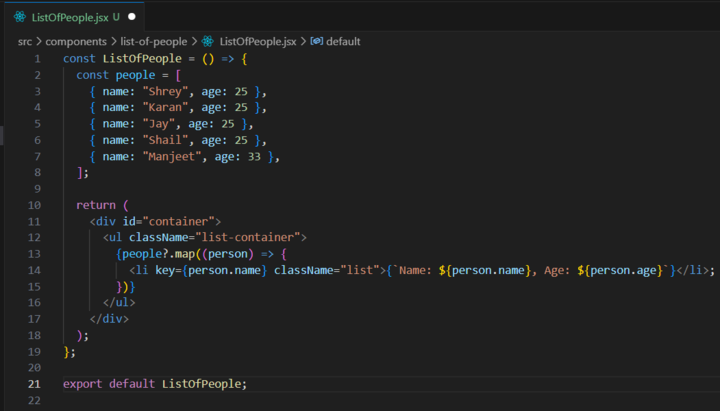 ListOfPeople.jsx U
src > components > list-of-people > ListOfPeople.jsx > default
1 const ListOfPeople = () => {
2 const people = [
3 { name: "Shrey", age: 25 },
4 { name: "Karan", age: 25 },
5 { name: "Jay", age: 25 },
6 { name: "Shail", age: 25 },
7 { name: "Manjeet", age: 33 },
8 ];
9
10 return (
11 <div id="container">
12 <ul className="list-container">
13 {people?.map((person) => {
14 <li key={person.name} className="list">{`Name: ${person.name}, Age: ${person.age}`}</li>;
15 })}
16 </ul>
17 </div>
18 );
19 };
20
21 export default ListOfPeople;
22